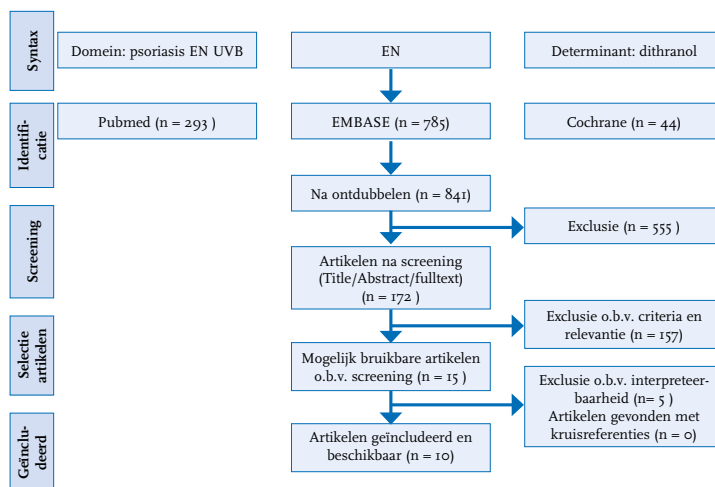 Syntax
Domein: psoriasis EN UVB
EN
Determinant: dithranol
Identifi-
catie
Pubmed (n = 293 )
EMBASE (n = 785)
Cochrane (n = 44)
Na ontdubbelen (n = 841)
Screening
Exclusie (n = 555 )
Artikelen na screening
(Title/Abstract/fulltext)
(n = 172 )
Selectie
artikelen
Exclusie o.b.v. criteria en
relevantie (n = 157)
Mogelijk bruikbare artikelen
o.b.v. screening (n = 15 )
Exclusie o.b.v. interpreteer-
baarheid (n= 5 )
Artikelen gevonden met
kruisreferenties (n = 0)
Geïnclu-
deerd
Artikelen geïncludeerd en
beschikbaar (n = 10)